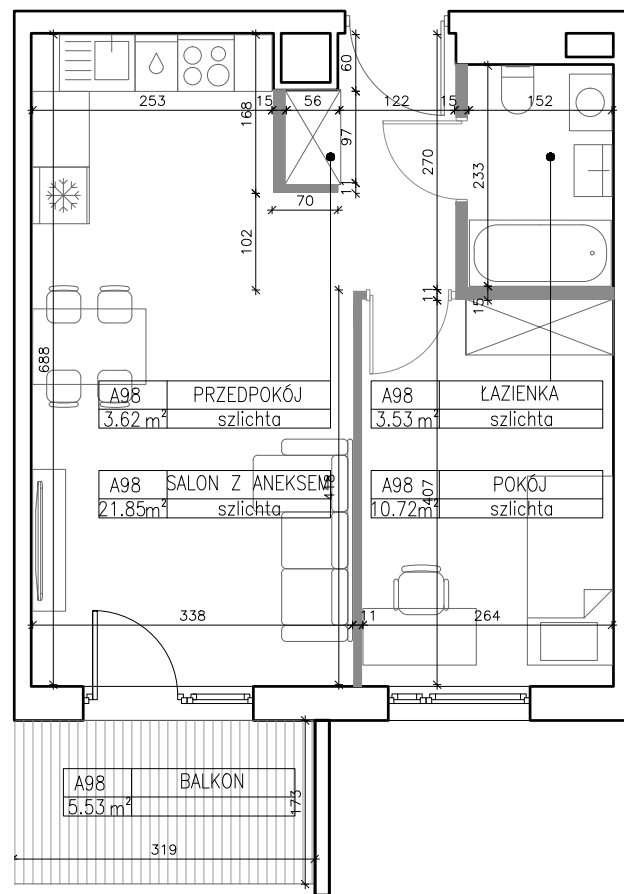 60
253
15
56
122
15
152
168
97
270
233
11
70
102
11
15
688
A98 PRZEDPOKÓJ
3.62 m² szlichta
A98 ŁAZIENKA
3.53 m² szlichta
A98 SALON Z ANEKSEM
21.85m² szlichta
418
407
A98 POKÓJ
10.72m² szlichta
338
11
264
A98 BALKON
5.53 m²
173
319